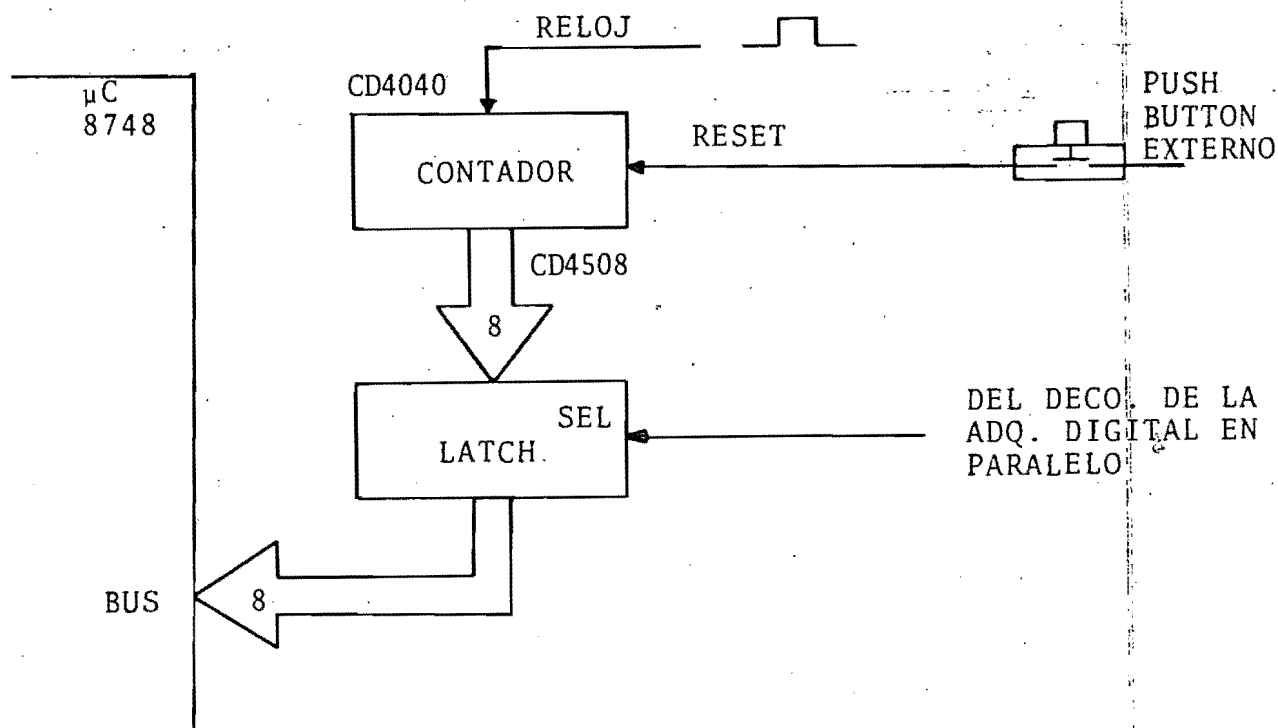 RELOJ
µC
8748
CD4040
CONTADOR
RESET
PUSH
BUTTON
EXTERNO
CD4508
8
SEL
LATCH.
DEL DECO. DE LA
ADQ. DIGITAL EN
PARALELO
BUS
8